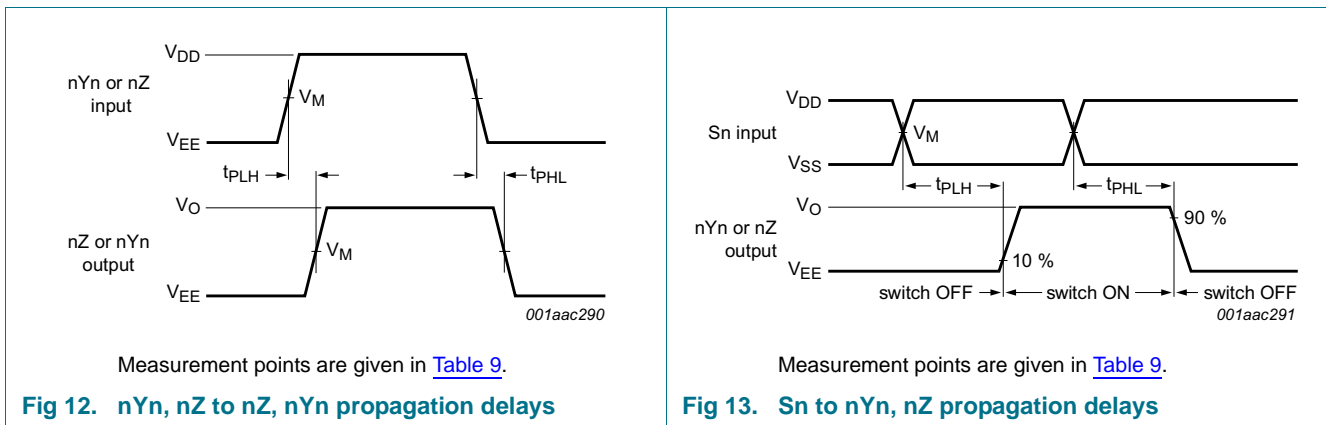 VDD
nYn or nZ
input
VM
VEE
tPLH
tPHL
VO
nZ or nYn
output
VM
VEE
001aac290
Measurement points are given in Table 9.
Fig 12. nYn, nZ to nZ, nYn propagation delays
VDD
Sn input
VM
VSS
tPLH
tPHL
VO
nYn or nZ
output
90 %
10 %
VEE
switch OFF
switch ON
switch OFF
001aac291
Measurement points are given in Table 9.
Fig 13. Sn to nYn, nZ propagation delays